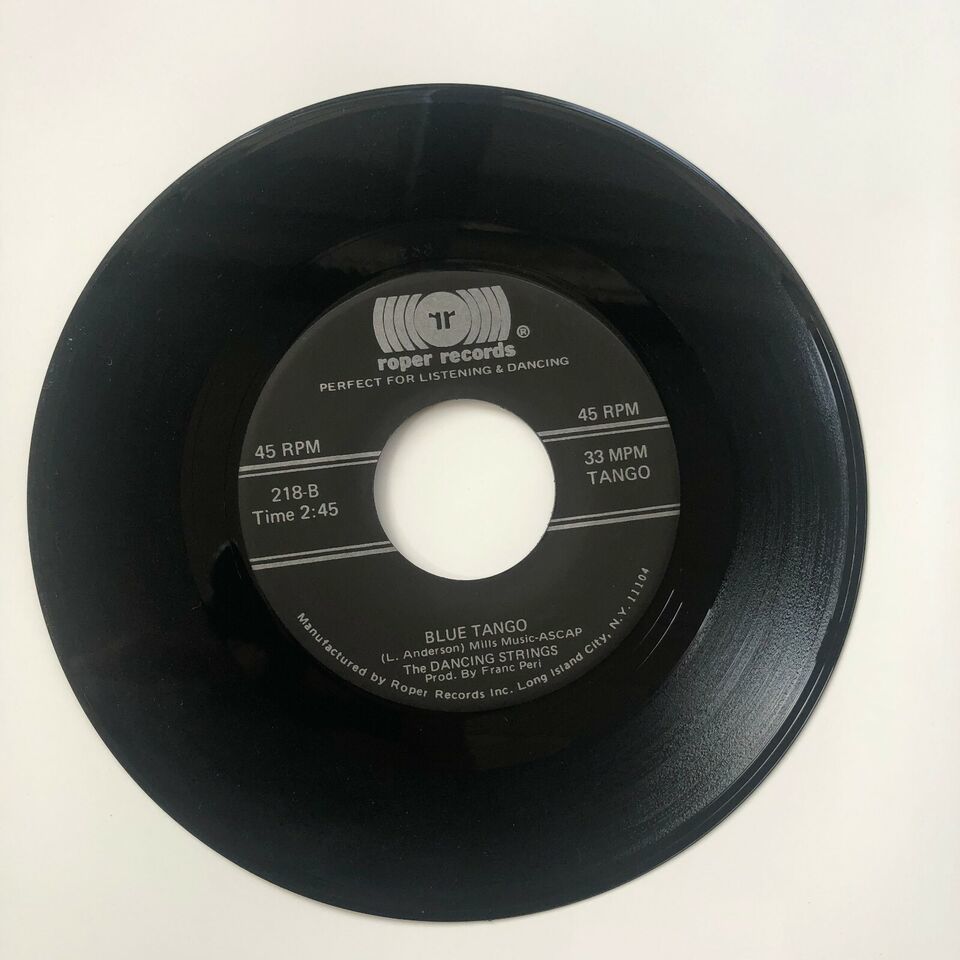 rr
roper records ®
PERFECT FOR LISTENING & DANCING
45 RPM
45 RPM
218-B
Time 2:45
33 MPM
TANGO
BLUE TANGO
(L. Anderson) Mills Music-ASCAP
The DANCING STRINGS
Prod. By Franc Peri
Manufactured by Roper Records Inc. Long Island City, N.Y. 11104